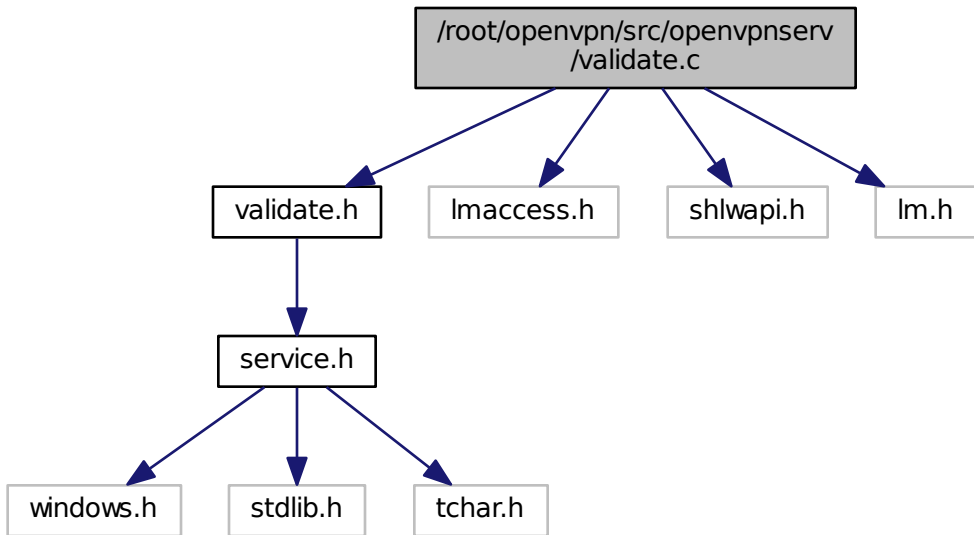 /root/openvpn/src/openvpnserv
/validate.c
validate.h
lmaccess.h
shlwapi.h
lm.h
service.h
windows.h
stdlib.h
tchar.h